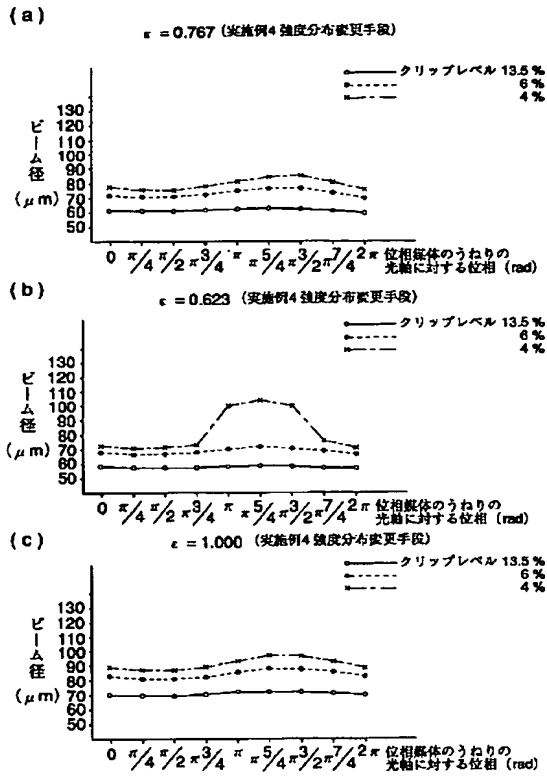 (a)
ε = 0.767 (実施例4 強度分布変更手段)
クリップレベル 13.5 %
6 %
4 %
ビーム径
(μm)
130
120
110
100
90
80
70
60
50
0 π/4 π/2 π3/4 π π5/4 π3/2 π7/4 2π
位相媒体のうねりの
光軸に対する位相 (rad)
(b)
ε = 0.623 (実施例4 強度分布変更手段)
クリップレベル 13.5 %
6 %
4 %
ビーム径
(μm)
130
120
110
100
90
80
70
60
50
0 π/4 π/2 π3/4 π π5/4 π3/2 π7/4 2π
位相媒体のうねりの
光軸に対する位相 (rad)
(c)
ε = 1.000 (実施例4 強度分布変更手段)
クリップレベル 13.5 %
6 %
4 %
ビーム径
(μm)
130
120
110
100
90
80
70
60
50
0 π/4 π/2 π3/4 π π5/4 π3/2 π7/4 2π
位相媒体のうねりの
光軸に対する位相 (rad)